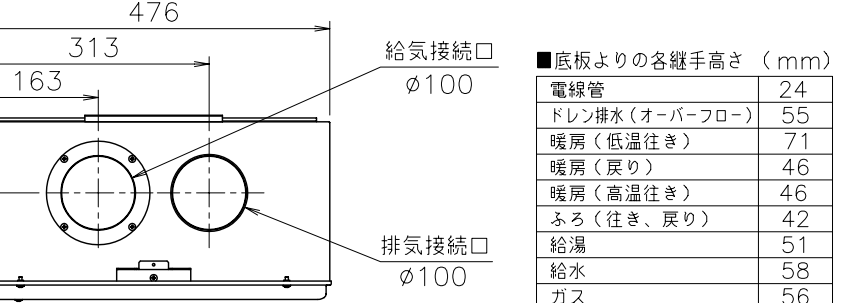 476
313
163
給気接続口
φ100
排気接続口
φ100
■底板よりの各継手高さ （mm）
電線管 24
ドレン排水（オーバーフロー） 55
暖房（低温往き） 71
暖房（戻り） 46
暖房（高温往き） 46
ふろ（往き、戻り） 42
給湯 51
給水 58
ガス 56